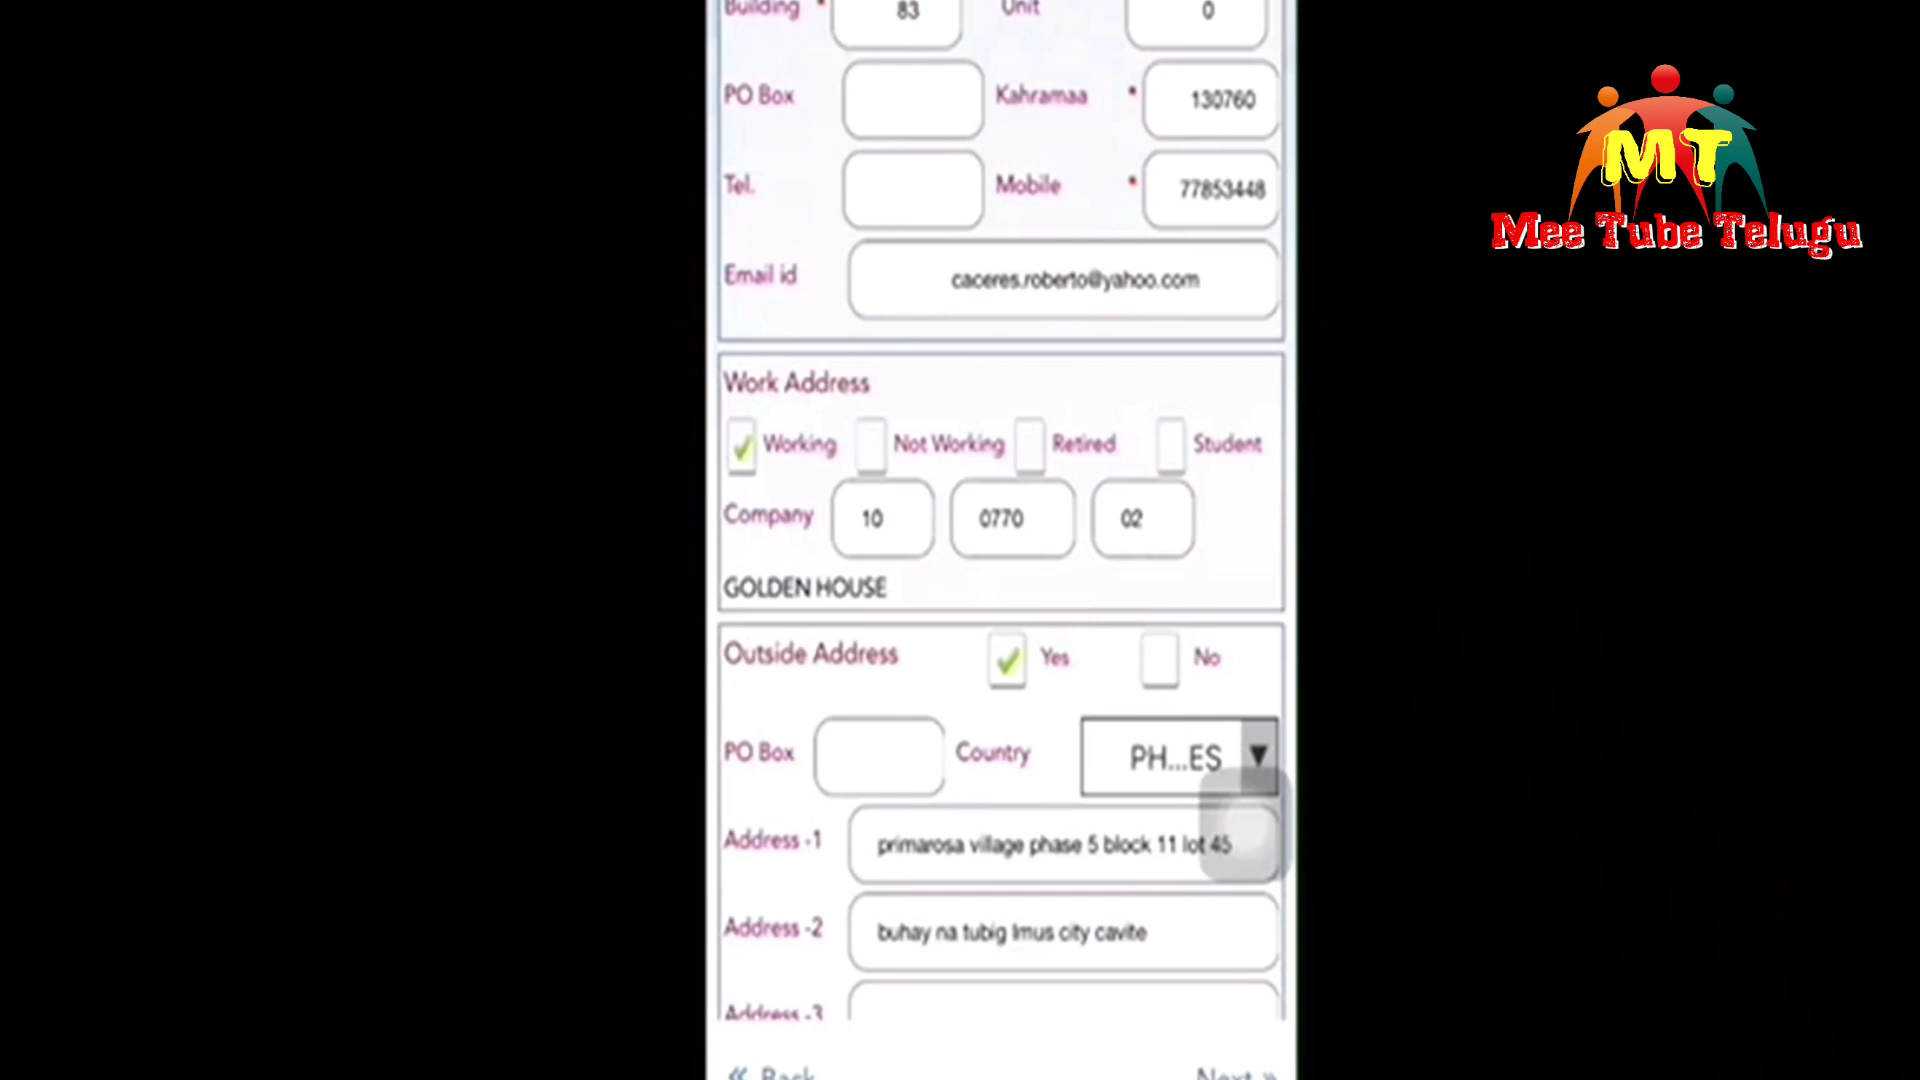 Building * 83 Unit 0
PO Box Kahramaa * 130760
Tel. Mobile * 77853448
Email id caceres.roberto@yahoo.com
Work Address
Working Not Working Retired Student
Company 10 0770 02
GOLDEN HOUSE
Outside Address Yes No
PO Box Country PH...ES
Address -1 primarosa village phase 5 block 11 lot 45
Address -2 buhay na tubig Imus city cavite
Address -3
« Back Next »
MT
Mee Tube Telugu